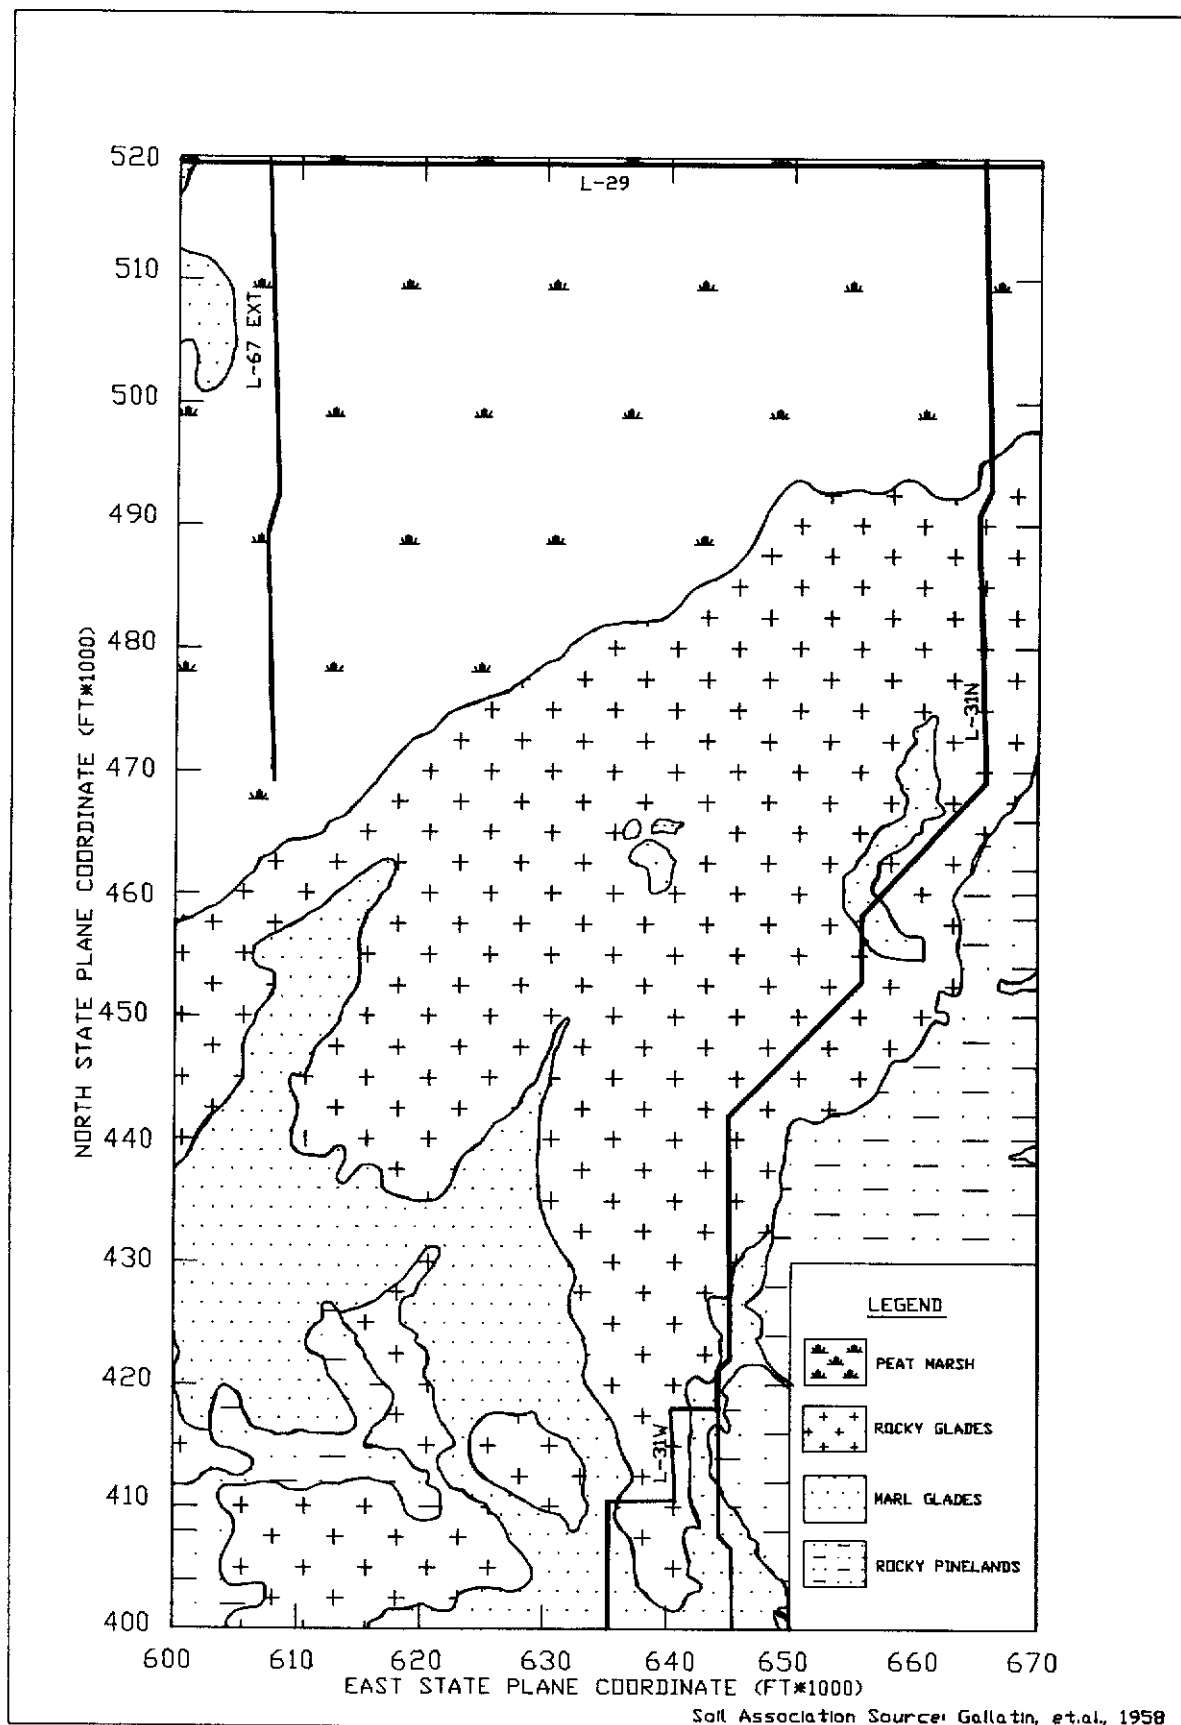 520
L-29
510
L-67 EXT
500
490
480
L-31N
470
460
450
440
430
420
410
400
L-31W
NORTH STATE PLANE COORDINATE (FT*1000)
LEGEND
PEAT MARSH
ROCKY GLADES
MARL GLADES
ROCKY PINELANDS
600 610 620 630 640 650 660 670
EAST STATE PLANE COORDINATE (FT*1000)
Soil Association Source: Gallatin, et.al., 1958